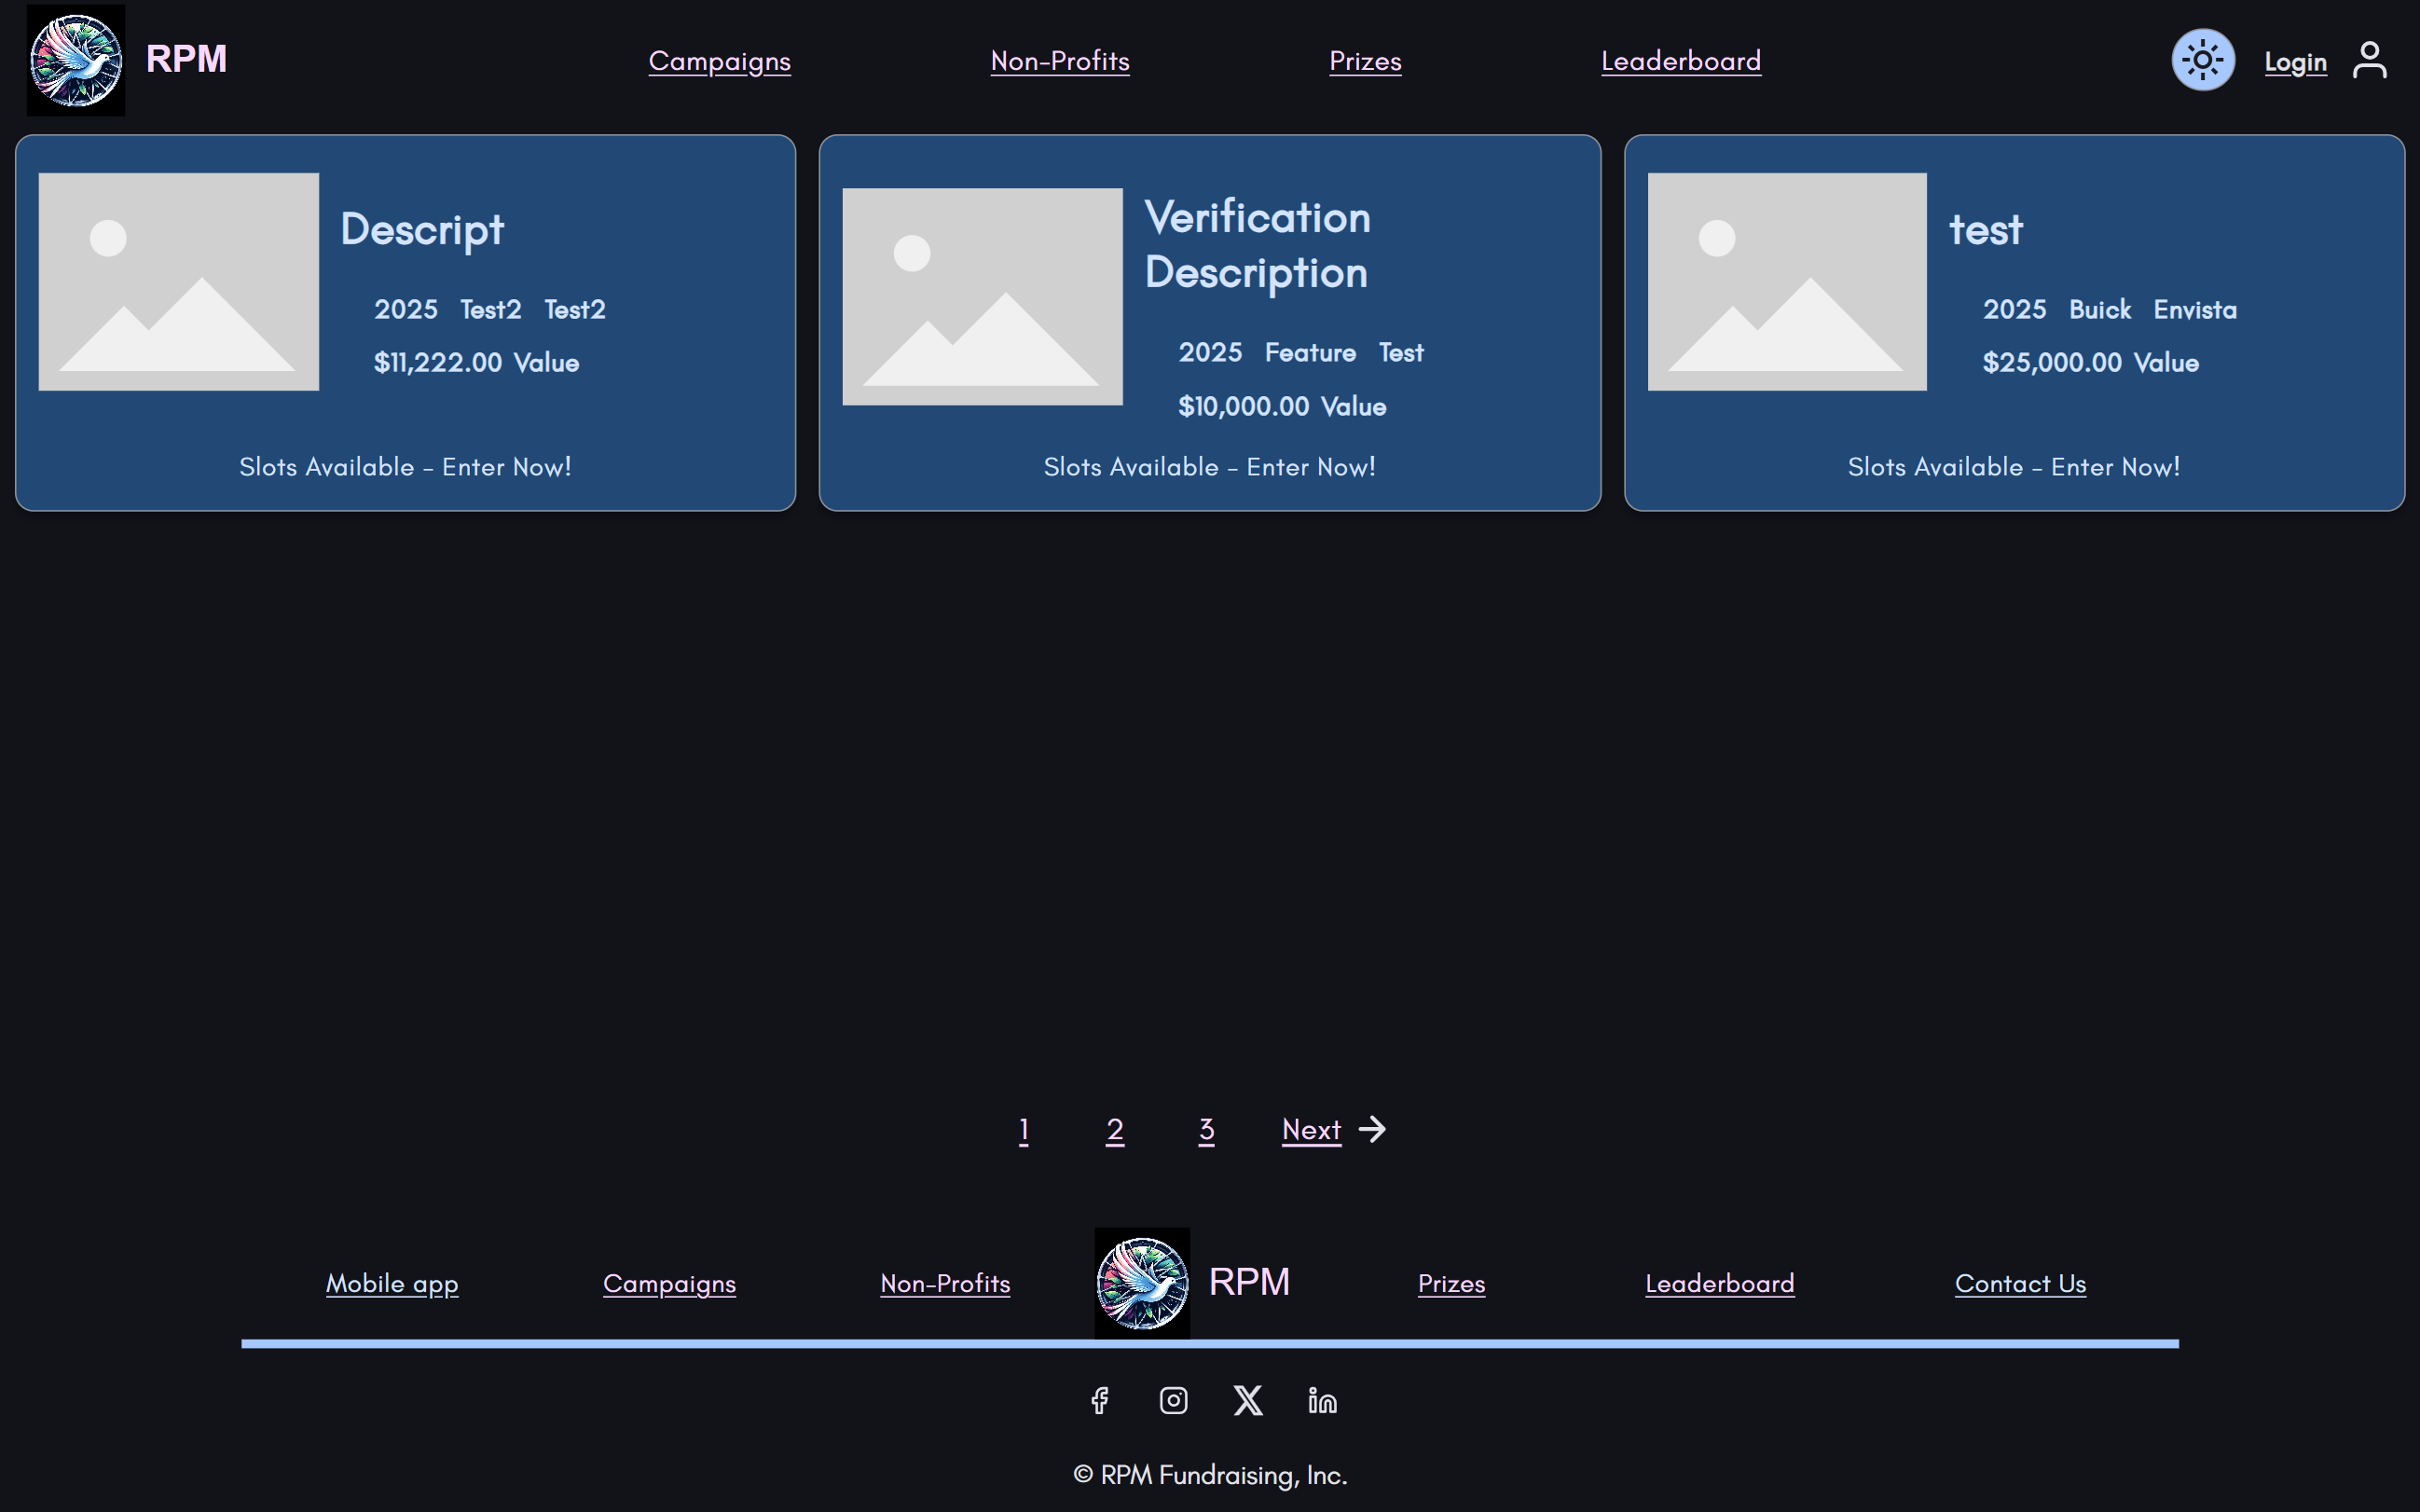 RPM
Campaigns
Non-Profits
Prizes
Leaderboard
Login
Descript
2025 Test2 Test2
$11,222.00 Value
Slots Available - Enter Now!
Verification
Description
2025 Feature Test
$10,000.00 Value
Slots Available - Enter Now!
test
2025 Buick Envista
$25,000.00 Value
Slots Available - Enter Now!
1 2 3 Next
Mobile app
Campaigns
Non-Profits
RPM
Prizes
Leaderboard
Contact Us
© RPM Fundraising, Inc.